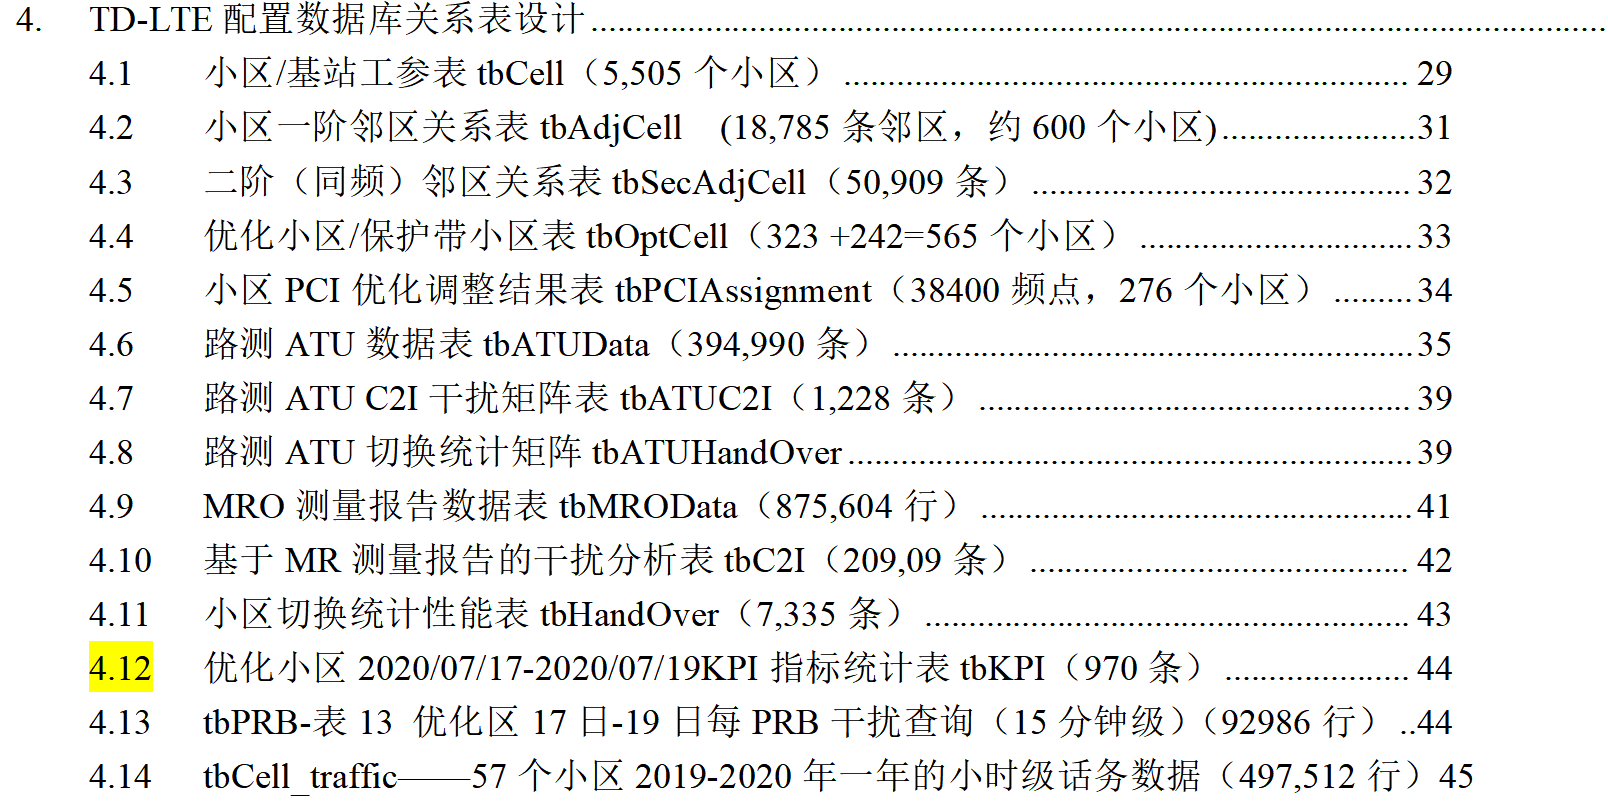 4. TD-LTE 配置数据库关系表设计
4.1 小区/基站工参表 tbCell（5,505 个小区） 29
4.2 小区一阶邻区关系表 tbAdjCell (18,785 条邻区，约 600 个小区) 31
4.3 二阶（同频）邻区关系表 tbSecAdjCell（50,909 条） 32
4.4 优化小区/保护带小区表 tbOptCell（323 +242=565 个小区） 33
4.5 小区 PCI 优化调整结果表 tbPCIAssignment（38400 频点，276 个小区） 34
4.6 路测 ATU 数据表 tbATUData（394,990 条） 35
4.7 路测 ATU C2I 干扰矩阵表 tbATUC2I（1,228 条） 39
4.8 路测 ATU 切换统计矩阵 tbATUHandOver 39
4.9 MRO 测量报告数据表 tbMROData（875,604 行） 41
4.10 基于 MR 测量报告的干扰分析表 tbC2I（209,09 条） 42
4.11 小区切换统计性能表 tbHandOver（7,335 条） 43
4.12 优化小区 2020/07/17-2020/07/19KPI 指标统计表 tbKPI（970 条） 44
4.13 tbPRB-表 13 优化区 17 日-19 日每 PRB 干扰查询（15 分钟级）（92986 行） 44
4.14 tbCell_traffic——57 个小区 2019-2020 年一年的小时级话务数据（497,512 行）45